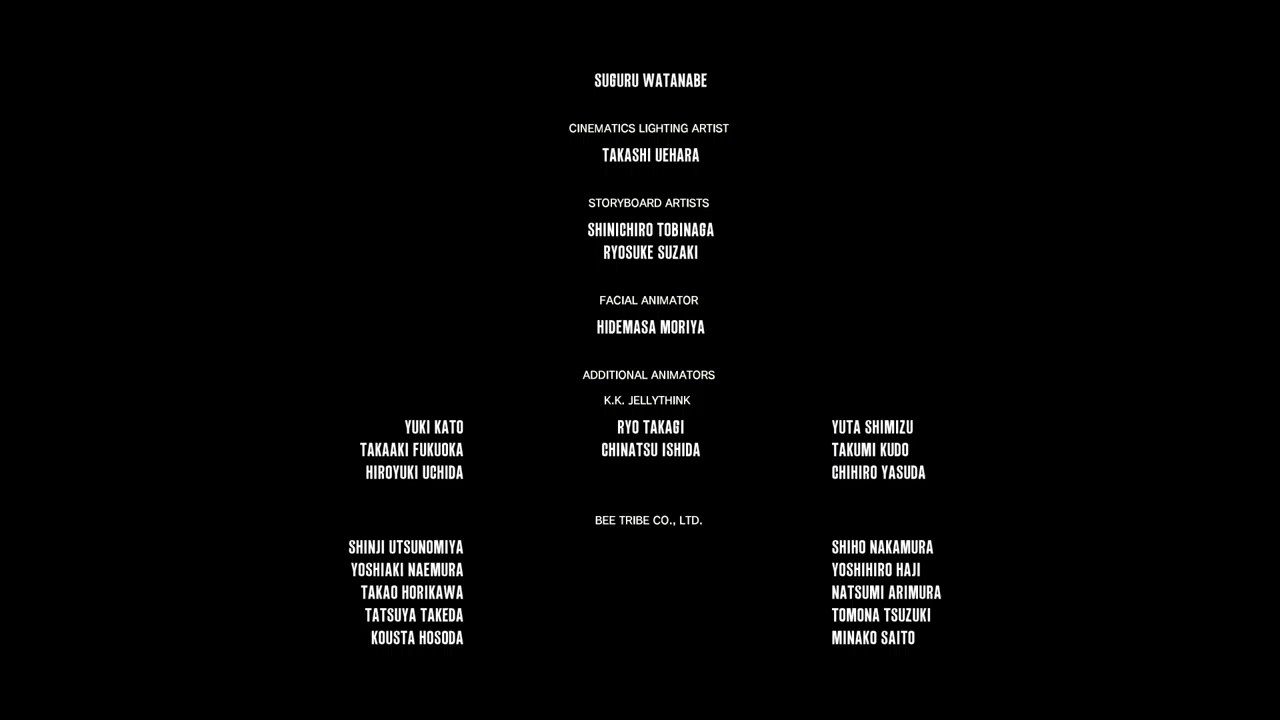 SUGURU WATANABE
CINEMATICS LIGHTING ARTIST
TAKASHI UEHARA
STORYBOARD ARTISTS
SHINICHIRO TOBINAGA
RYOSUKE SUZAKI
FACIAL ANIMATOR
HIDEMASA MORIYA
ADDITIONAL ANIMATORS
K.K. JELLYTHINK
YUKI KATO RYO TAKAGI YUTA SHIMIZU
TAKAAKI FUKUOKA CHINATSU ISHIDA TAKUMI KUDO
HIROYUKI UCHIDA CHIHIRO YASUDA
BEE TRIBE CO., LTD.
SHINJI UTSUNOMIYA SHIHO NAKAMURA
YOSHIAKI NAEMURA YOSHIHIRO HAJI
TAKAO HORIKAWA NATSUMI ARIMURA
TATSUYA TAKEDA TOMONA TSUZUKI
KOUSTA HOSODA MINAKO SAITO